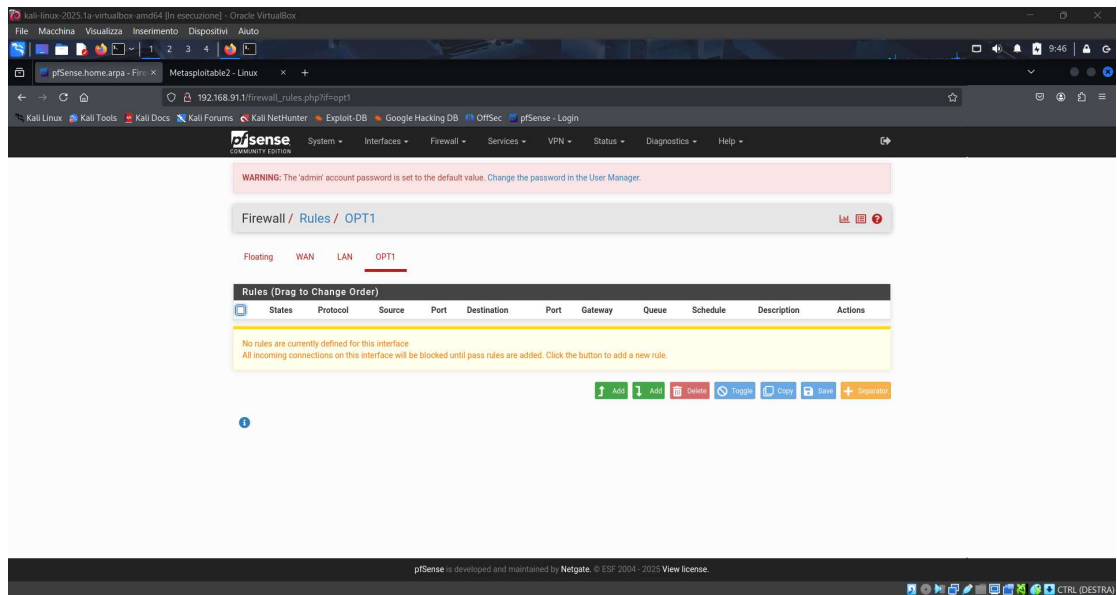 kali-linux-2025.1a-virtualbox-amd64 [In esecuzione] - Oracle VirtualBox
File Macchina Visualizza Inserimento Dispositivi Aiuto
1 2 3 4 9:46
pfSense.home.arpa - Fire Metasploitable2 - Linux
192.168.91.1/firewall_rules.php?if=opt1
Kali Linux Kali Tools Kali Docs Kali Forums Kali NetHunter Exploit-DB Google Hacking DB OffSec pfSense - Login
pfsense System Interfaces Firewall Services VPN Status Diagnostics Help
COMMUNITY EDITION
WARNING: The 'admin' account password is set to the default value. Change the password in the User Manager.
Firewall / Rules / OPT1
Floating WAN LAN OPT1
Rules (Drag to Change Order)
States Protocol Source Port Destination Port Gateway Queue Schedule Description Actions
No rules are currently defined for this interface
All incoming connections on this interface will be blocked until pass rules are added. Click the button to add a new rule.
Add Add Delete Toggle Copy Save Separator
pfSense is developed and maintained by Netgate. © ESF 2004 - 2025 View license.
CTRL (DESTRA)